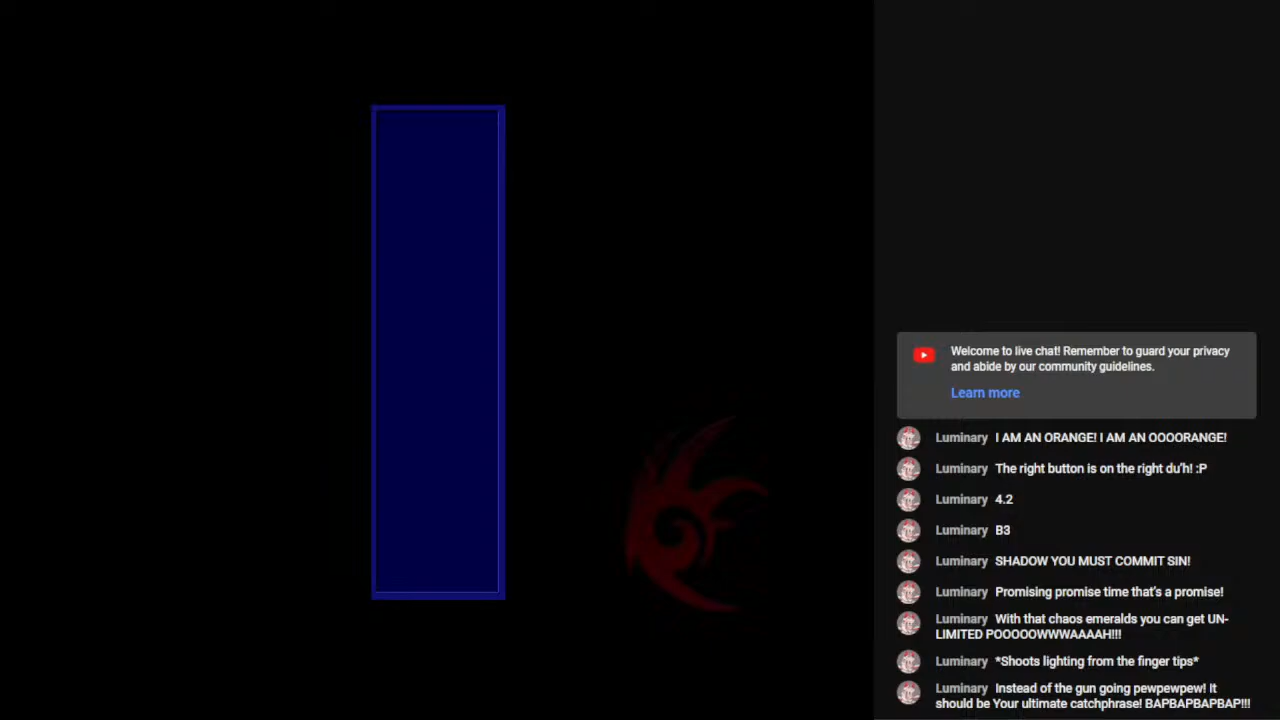 Welcome to live chat! Remember to guard your privacy
and abide by our community guidelines.
Learn more
Luminary I AM AN ORANGE! I AM AN OOOORANGE!
Luminary The right button is on the right du'h! :P
Luminary 4.2
Luminary B3
Luminary SHADOW YOU MUST COMMIT SIN!
Luminary Promising promise time that's a promise!
Luminary With that chaos emeralds you can get UN-
LIMITED POOOOOWWWAAAAH!!!
Luminary *Shoots lighting from the finger tips*
Luminary Instead of the gun going pewpewpew! It
should be Your ultimate catchphrase! BAPBAPBAPBAP!!!